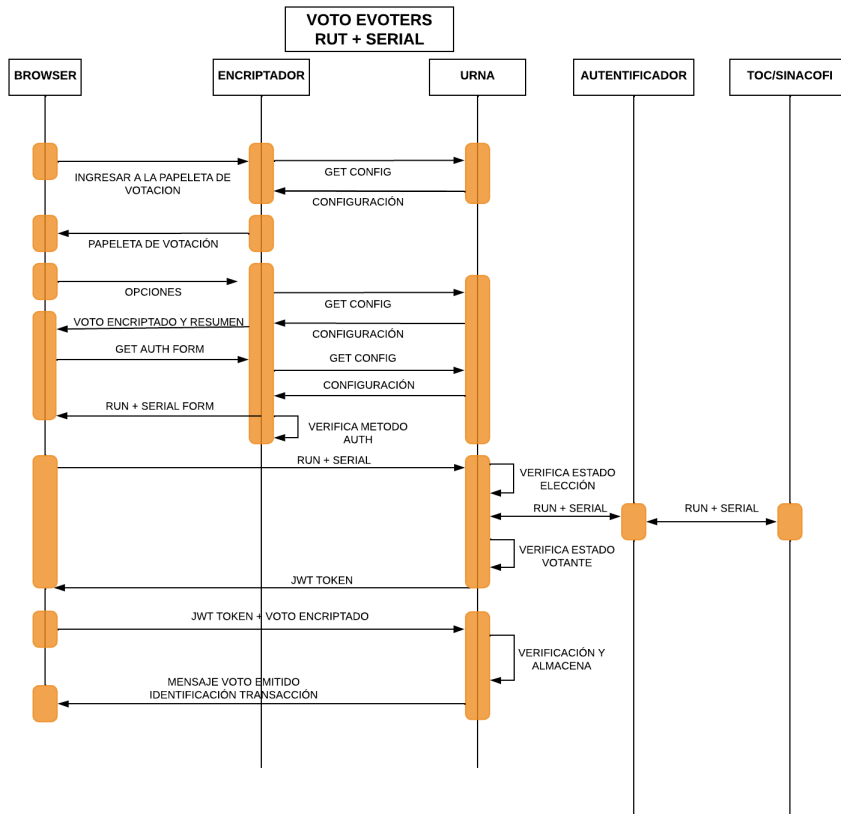 VOTO EVOTERS
RUT + SERIAL
BROWSER
ENCRIPTADOR
URNA
AUTENTIFICADOR
TOC/SINACOFI
INGRESAR A LA PAPELETA DE
VOTACION
GET CONFIG
CONFIGURACIÓN
PAPELETA DE VOTACIÓN
OPCIONES
GET CONFIG
VOTO ENCRIPTADO Y RESUMEN
CONFIGURACIÓN
GET AUTH FORM
GET CONFIG
CONFIGURACIÓN
RUN + SERIAL FORM
VERIFICA METODO
AUTH
RUN + SERIAL
VERIFICA ESTADO
ELECCIÓN
RUN + SERIAL
RUN + SERIAL
VERIFICA ESTADO
VOTANTE
JWT TOKEN
JWT TOKEN + VOTO ENCRIPTADO
VERIFICACIÓN Y
ALMACENA
MENSAJE VOTO EMITIDO
IDENTIFICACIÓN TRANSACCIÓN